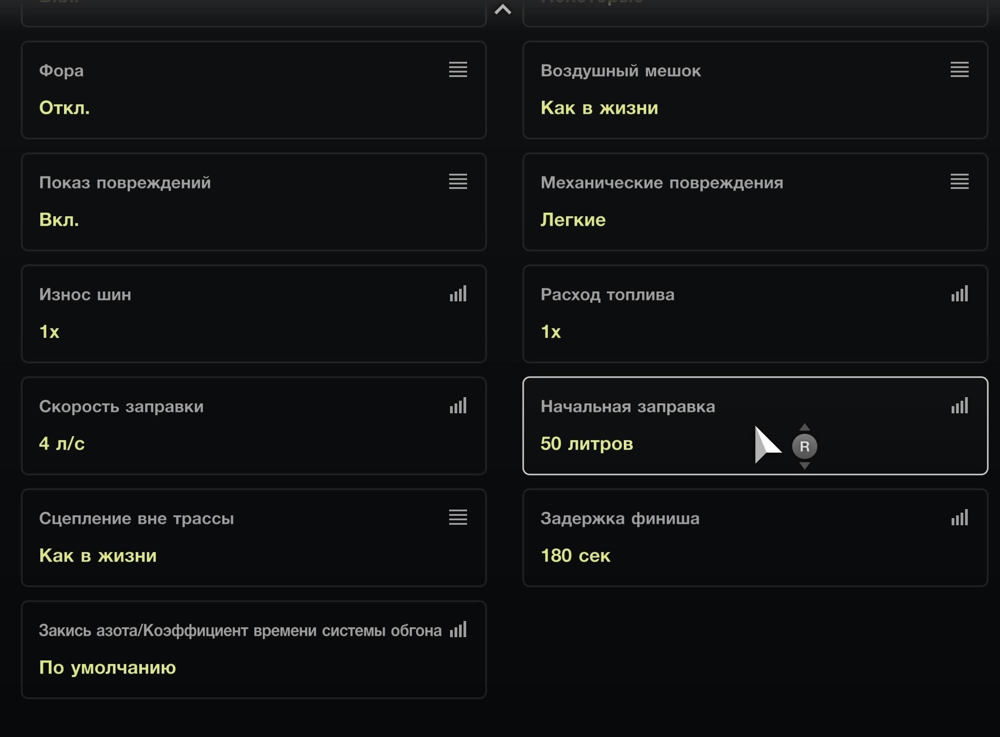 Фора
Откл.
Воздушный мешок
Как в жизни
Показ повреждений
Вкл.
Механические повреждения
Легкие
Износ шин
1x
Расход топлива
1x
Скорость заправки
4 л/с
Начальная заправка
50 литров
R
Сцепление вне трассы
Как в жизни
Задержка финиша
180 сек
Закись азота/Коэффициент времени системы обгона
По умолчанию